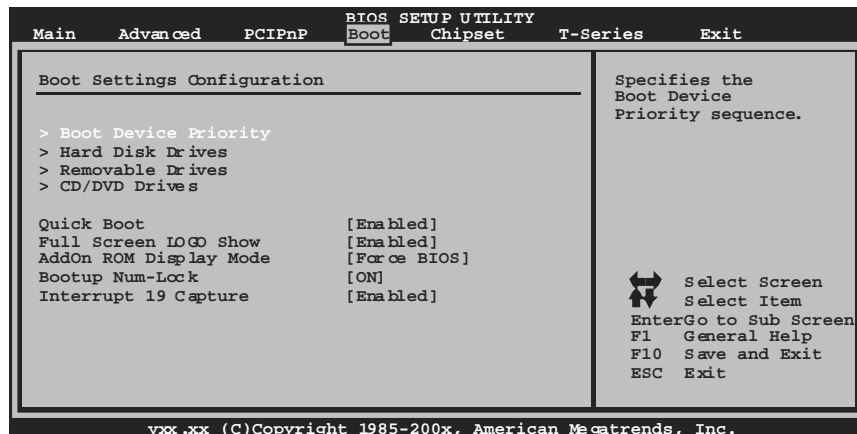 BIOS SETUP UTILITY
Main Advanced PCIPnP Boot Chipset T-Series Exit
Boot Settings Configuration
> Boot Device Priority
> Hard Disk Drives
> Removable Drives
> CD/DVD Drives
Quick Boot [Enabled]
Full Screen LOGO Show [Enabled]
AddOn ROM Display Mode [Force BIOS]
Bootup Num-Lock [ON]
Interrupt 19 Capture [Enabled]
Specifies the
Boot Device
Priority sequence.
Select Screen
Select Item
EnterGo to Sub Screen
F1 General Help
F10 Save and Exit
ESC Exit
vxx.xx (C)Copyright 1985-200x, American Megatrends, Inc.